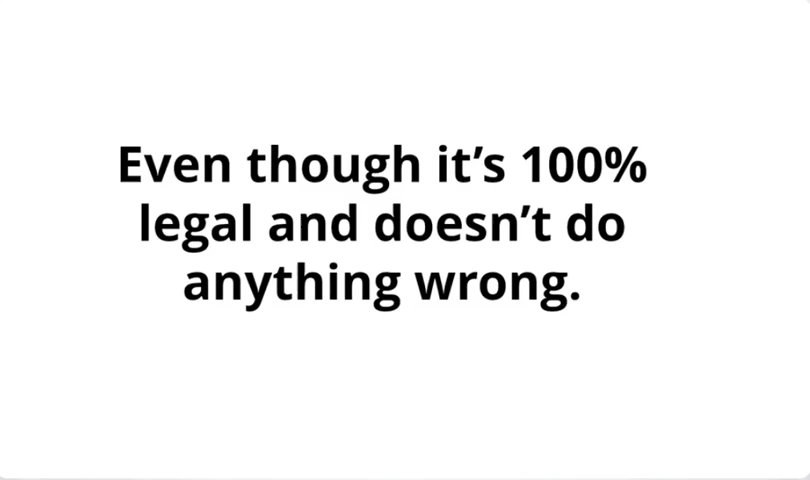 Even though it’s 100%
legal and doesn’t do
anything wrong.